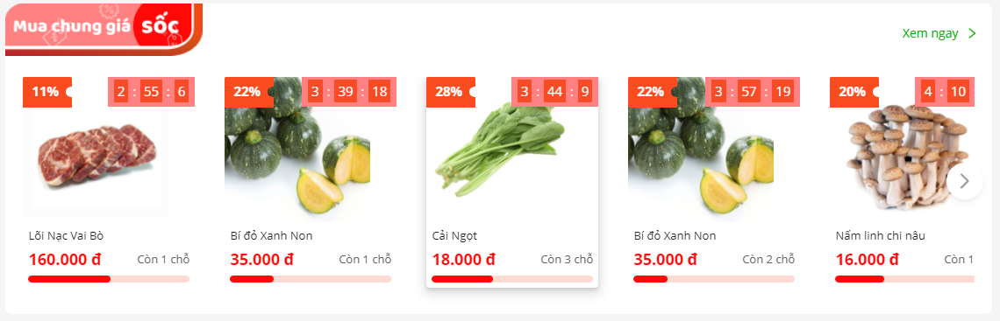 Mua chung giá sốc
Xem ngay
11%
2 : 55 : 6
Lõi Nạc Vai Bò
160.000 đ
Còn 1 chỗ
22%
3 : 39 : 18
Bí đỏ Xanh Non
35.000 đ
Còn 1 chỗ
28%
3 : 44 : 9
Cải Ngọt
18.000 đ
Còn 3 chỗ
22%
3 : 57 : 19
Bí đỏ Xanh Non
35.000 đ
Còn 2 chỗ
20%
4 : 10
Nấm linh chi nâu
16.000 đ
Còn 1